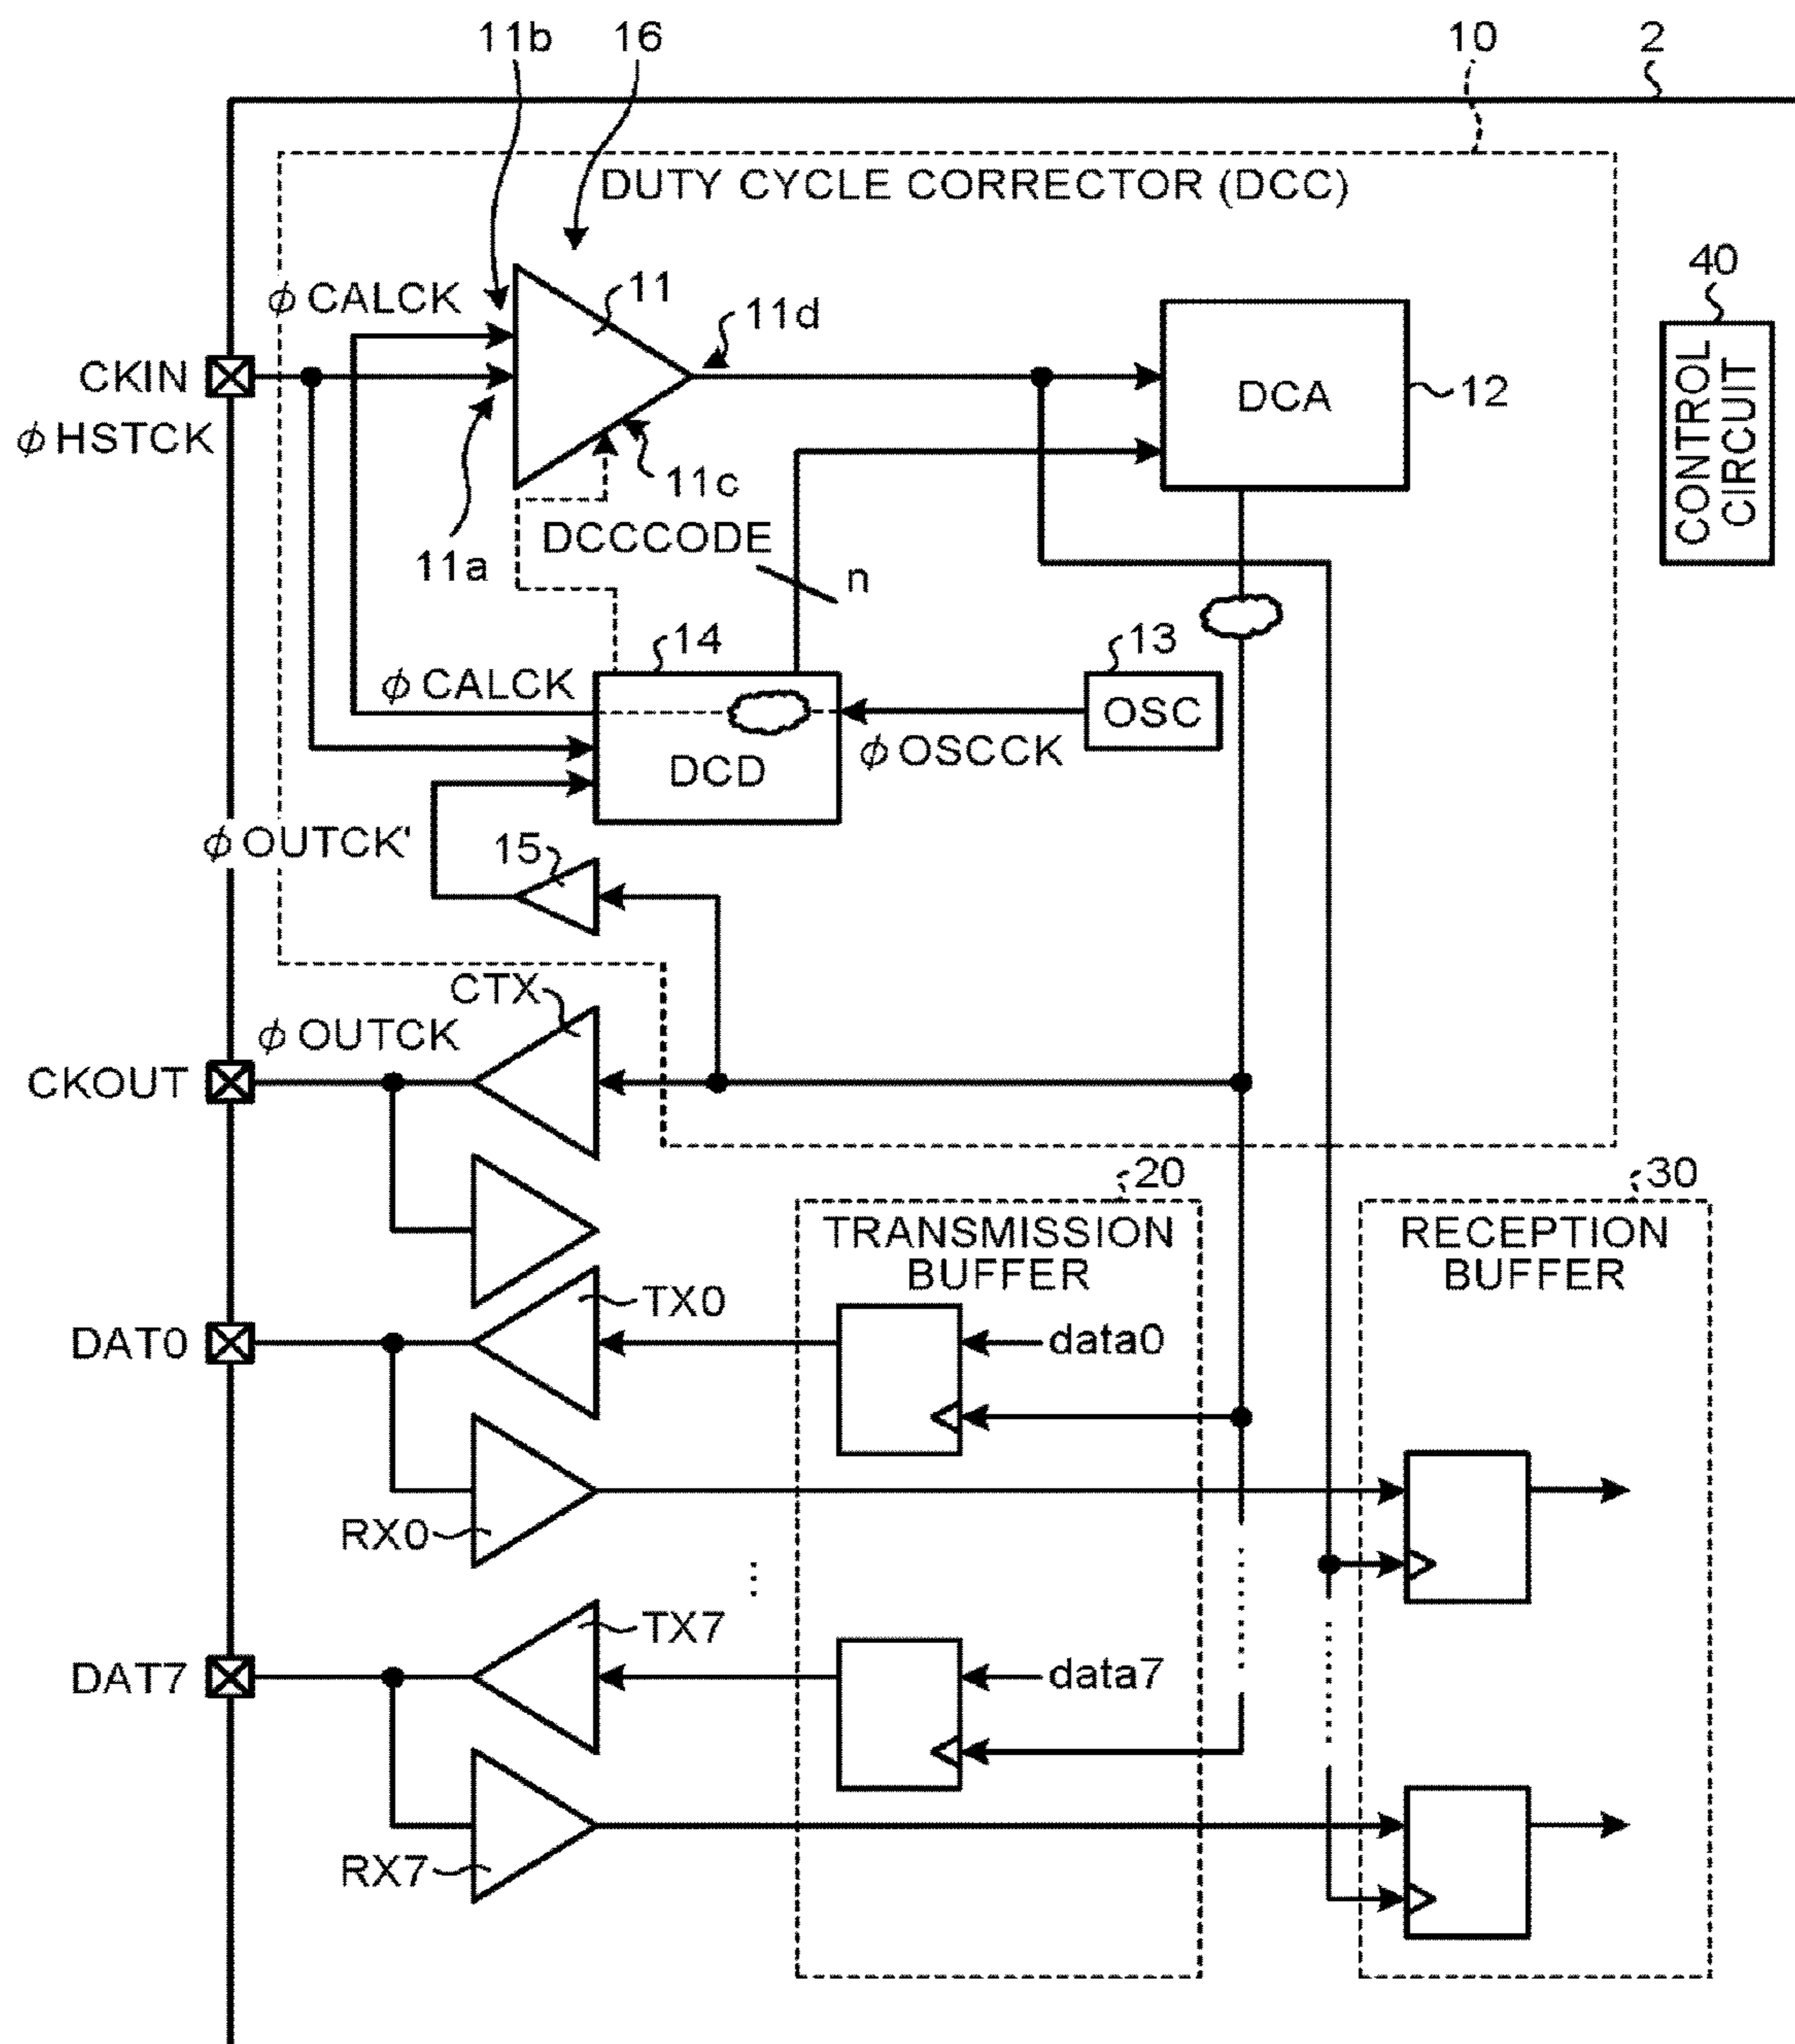 11b 16 10 2
DUTY CYCLE CORRECTOR (DCC)
40
ϕ CALCK 11 11d
CKIN DCA 12
CONTROL
CIRCUIT
ϕ HSTCK
11c
DCCCODE
11a n
14 13
ϕ CALCK OSC
ϕ OSCCK
DCD
ϕ OUTCK' 15
CTX
ϕ OUTCK
CKOUT
20 30
TRANSMISSION
BUFFER
RECEPTION
BUFFER
TX0
DAT0 data0
RX0
TX7
DAT7 data7
RX7